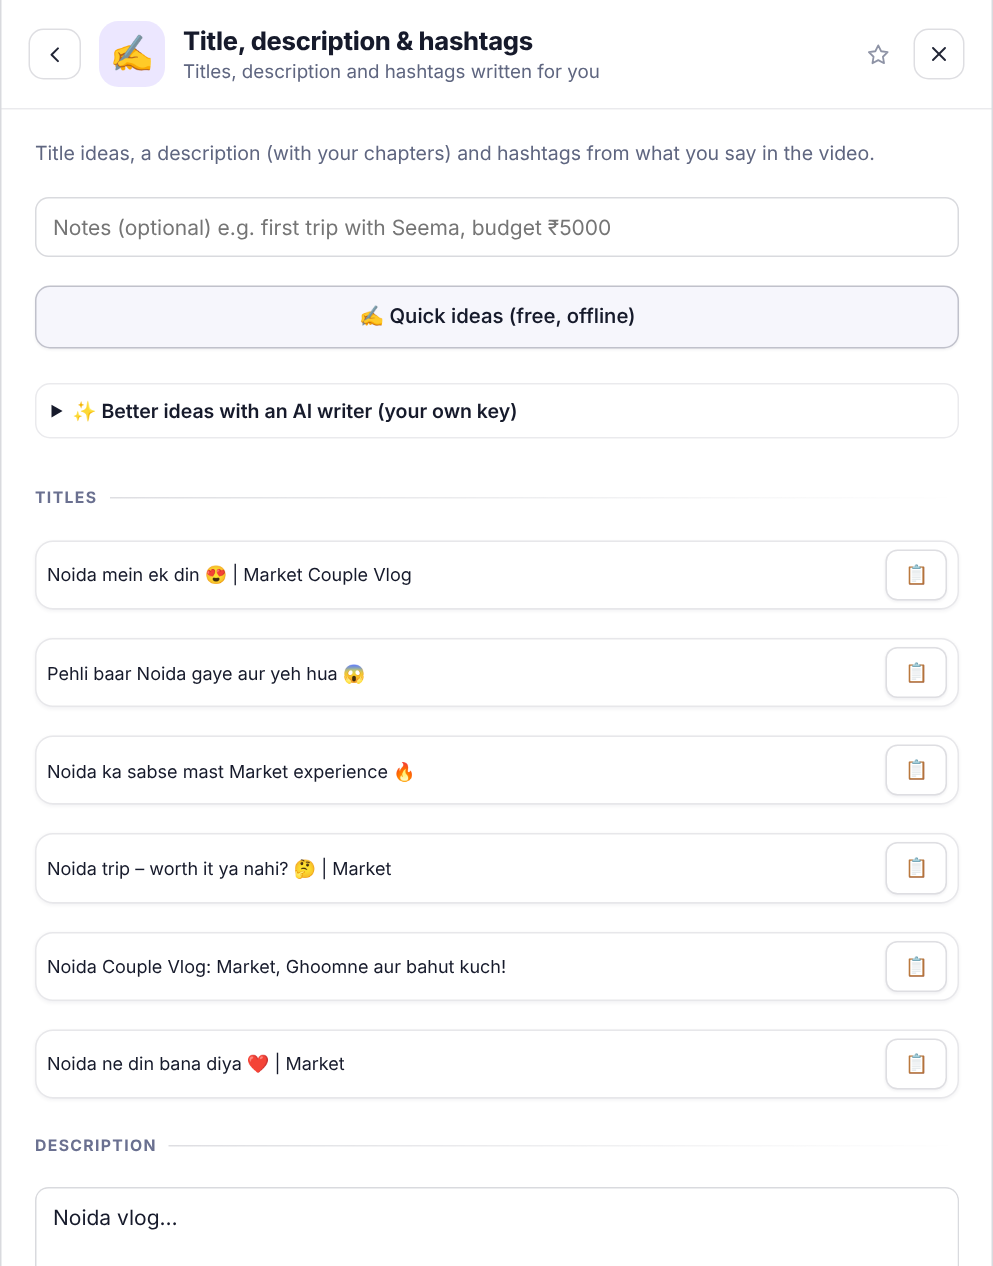 Title, description & hashtags
Titles, description and hashtags written for you
Title ideas, a description (with your chapters) and hashtags from what you say in the video.
Notes (optional) e.g. first trip with Seema, budget ₹5000
✍️ Quick ideas (free, offline)
▶ ✨ Better ideas with an AI writer (your own key)
TITLES
Noida mein ek din 😍 | Market Couple Vlog
Pehli baar Noida gaye aur yeh hua 😱
Noida ka sabse mast Market experience 🔥
Noida trip – worth it ya nahi? 🤔 | Market
Noida Couple Vlog: Market, Ghoomne aur bahut kuch!
Noida ne din bana diya ❤️ | Market
DESCRIPTION
Noida vlog...